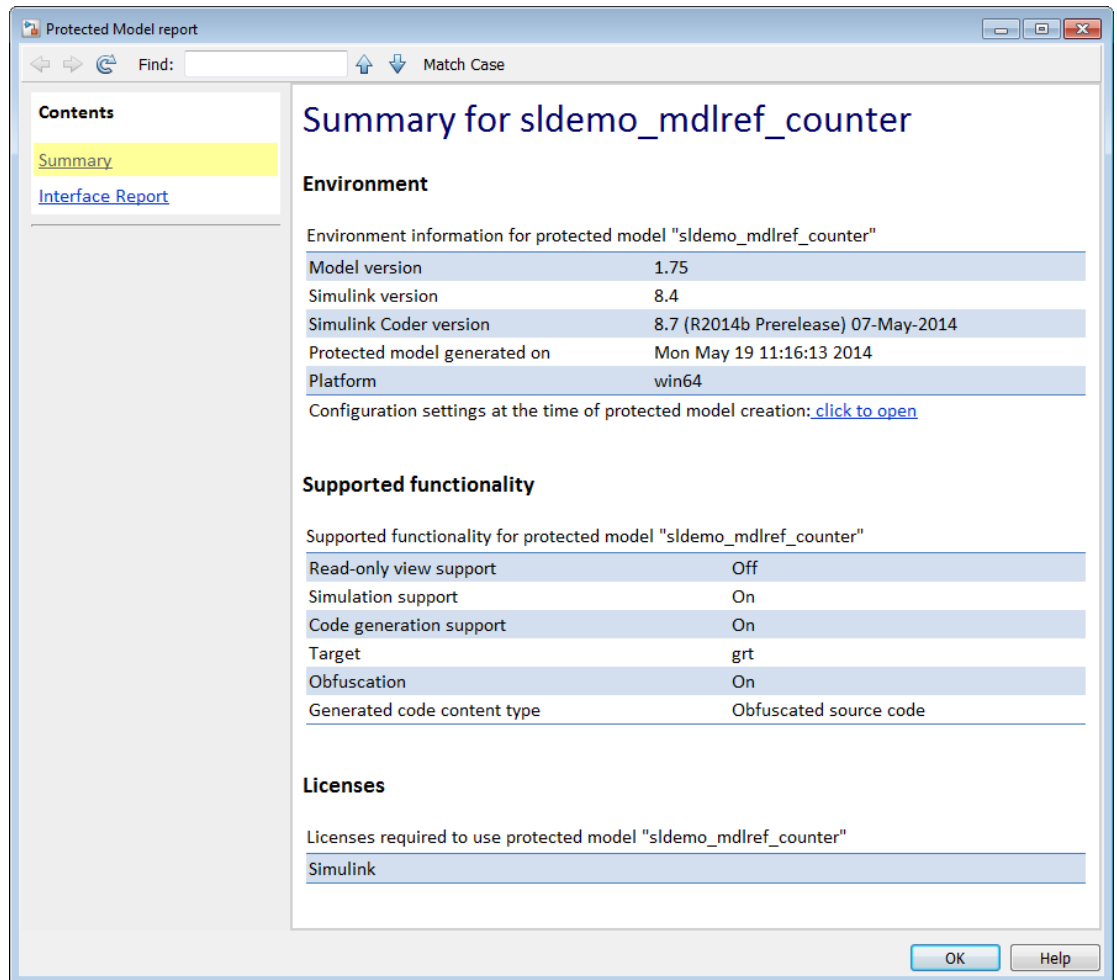 Protected Model report
Find:
Match Case
Contents
Summary
Interface Report
Summary for sldemo_mdlref_counter
Environment
Environment information for protected model "sldemo_mdlref_counter"
Model version 1.75
Simulink version 8.4
Simulink Coder version 8.7 (R2014b Prerelease) 07-May-2014
Protected model generated on Mon May 19 11:16:13 2014
Platform win64
Configuration settings at the time of protected model creation: click to open
Supported functionality
Supported functionality for protected model "sldemo_mdlref_counter"
Read-only view support Off
Simulation support On
Code generation support On
Target grt
Obfuscation On
Generated code content type Obfuscated source code
Licenses
Licenses required to use protected model "sldemo_mdlref_counter"
Simulink
OK Help